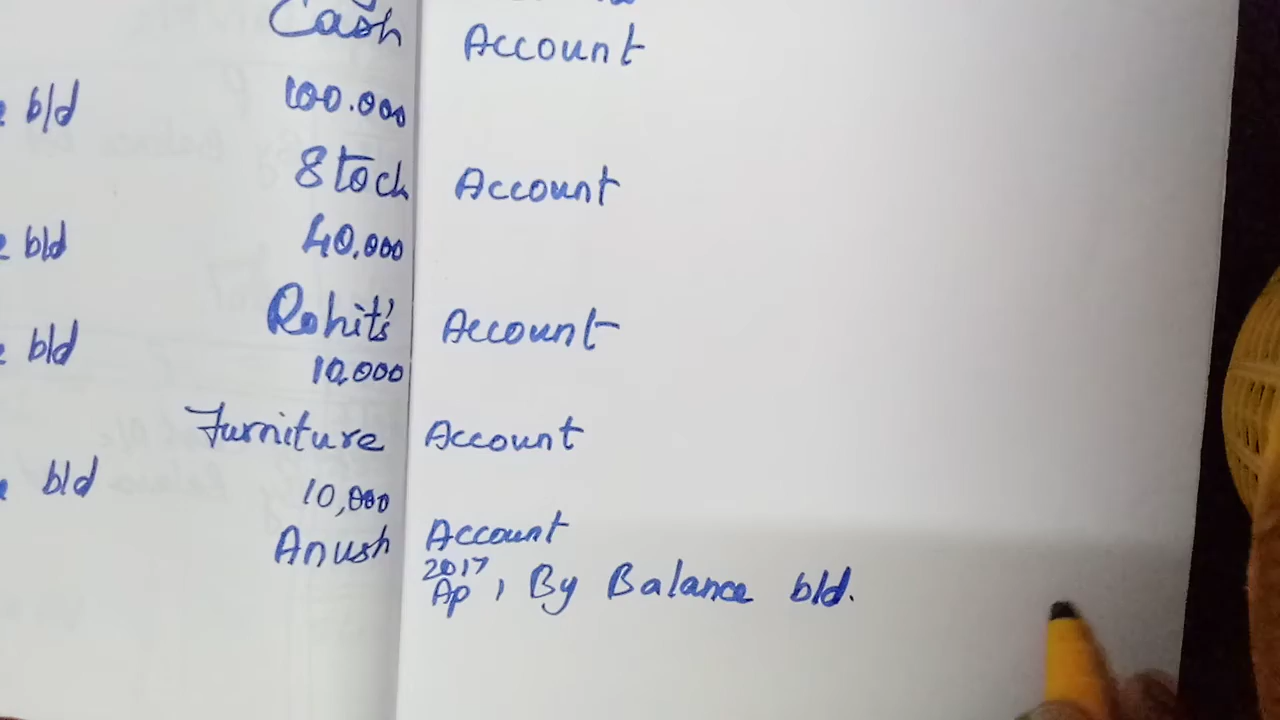 Cash Account
b/d 100.000
Stock Account
b/d 40.000
Rohit's Account
b/d 10,000
Furniture Account
b/d 10,000
Anush Account
2017
Ap 1 By Balance b/d.